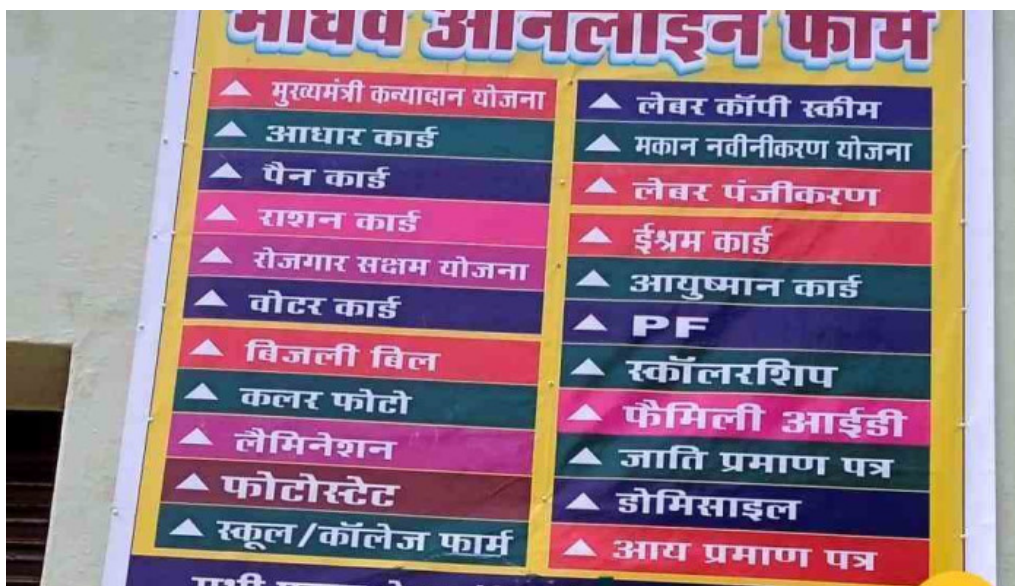 माधव ऑनलाइन फार्म
मुख्यमंत्री कन्यादान योजना
आधार कार्ड
पैन कार्ड
राशन कार्ड
रोजगार सक्षम योजना
वोटर कार्ड
बिजली बिल
कलर फोटो
लैमिनेशन
फोटोस्टेट
स्कूल/कॉलेज फार्म
लेबर कॉपी स्कीम
मकान नवीनीकरण योजना
लेबर पंजीकरण
ईश्रम कार्ड
आयुष्मान कार्ड
PF
स्कॉलरशिप
फैमिली आईडी
जाति प्रमाण पत्र
डोमिसाइल
आय प्रमाण पत्र